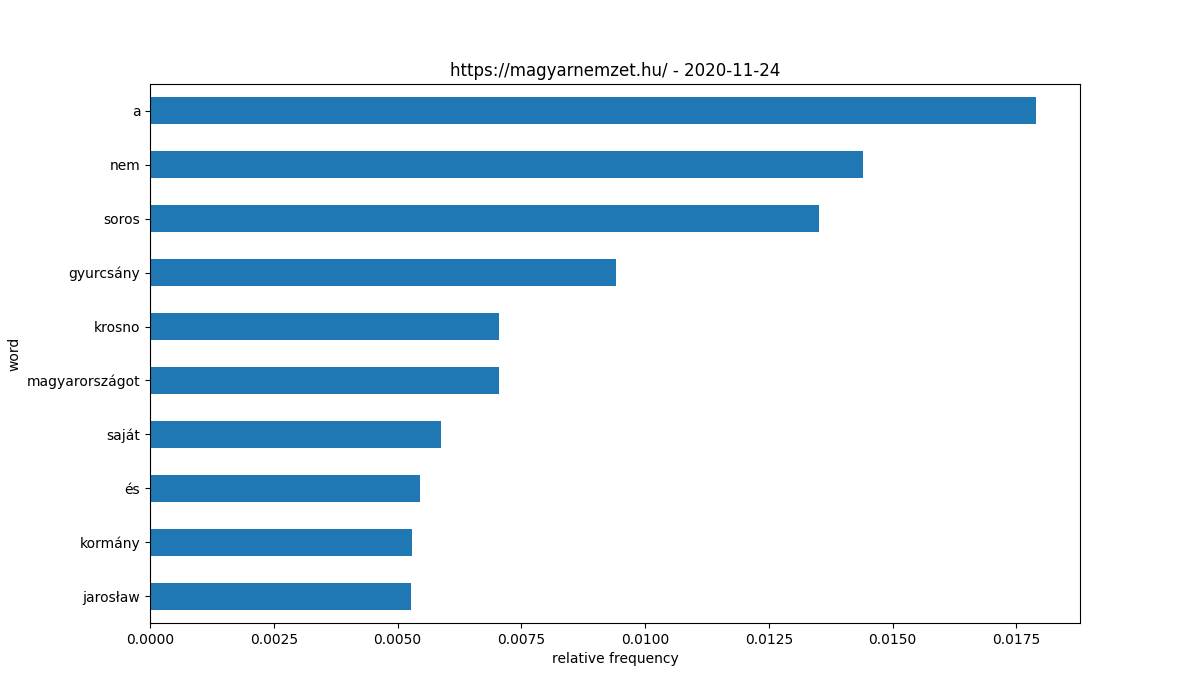 https://magyarnemzet.hu/ - 2020-11-24
a
nem
soros
gyurcsány
krosno
magyarországot
saját
és
kormány
jarosław
word
0.0000 0.0025 0.0050 0.0075 0.0100 0.0125 0.0150 0.0175
relative frequency